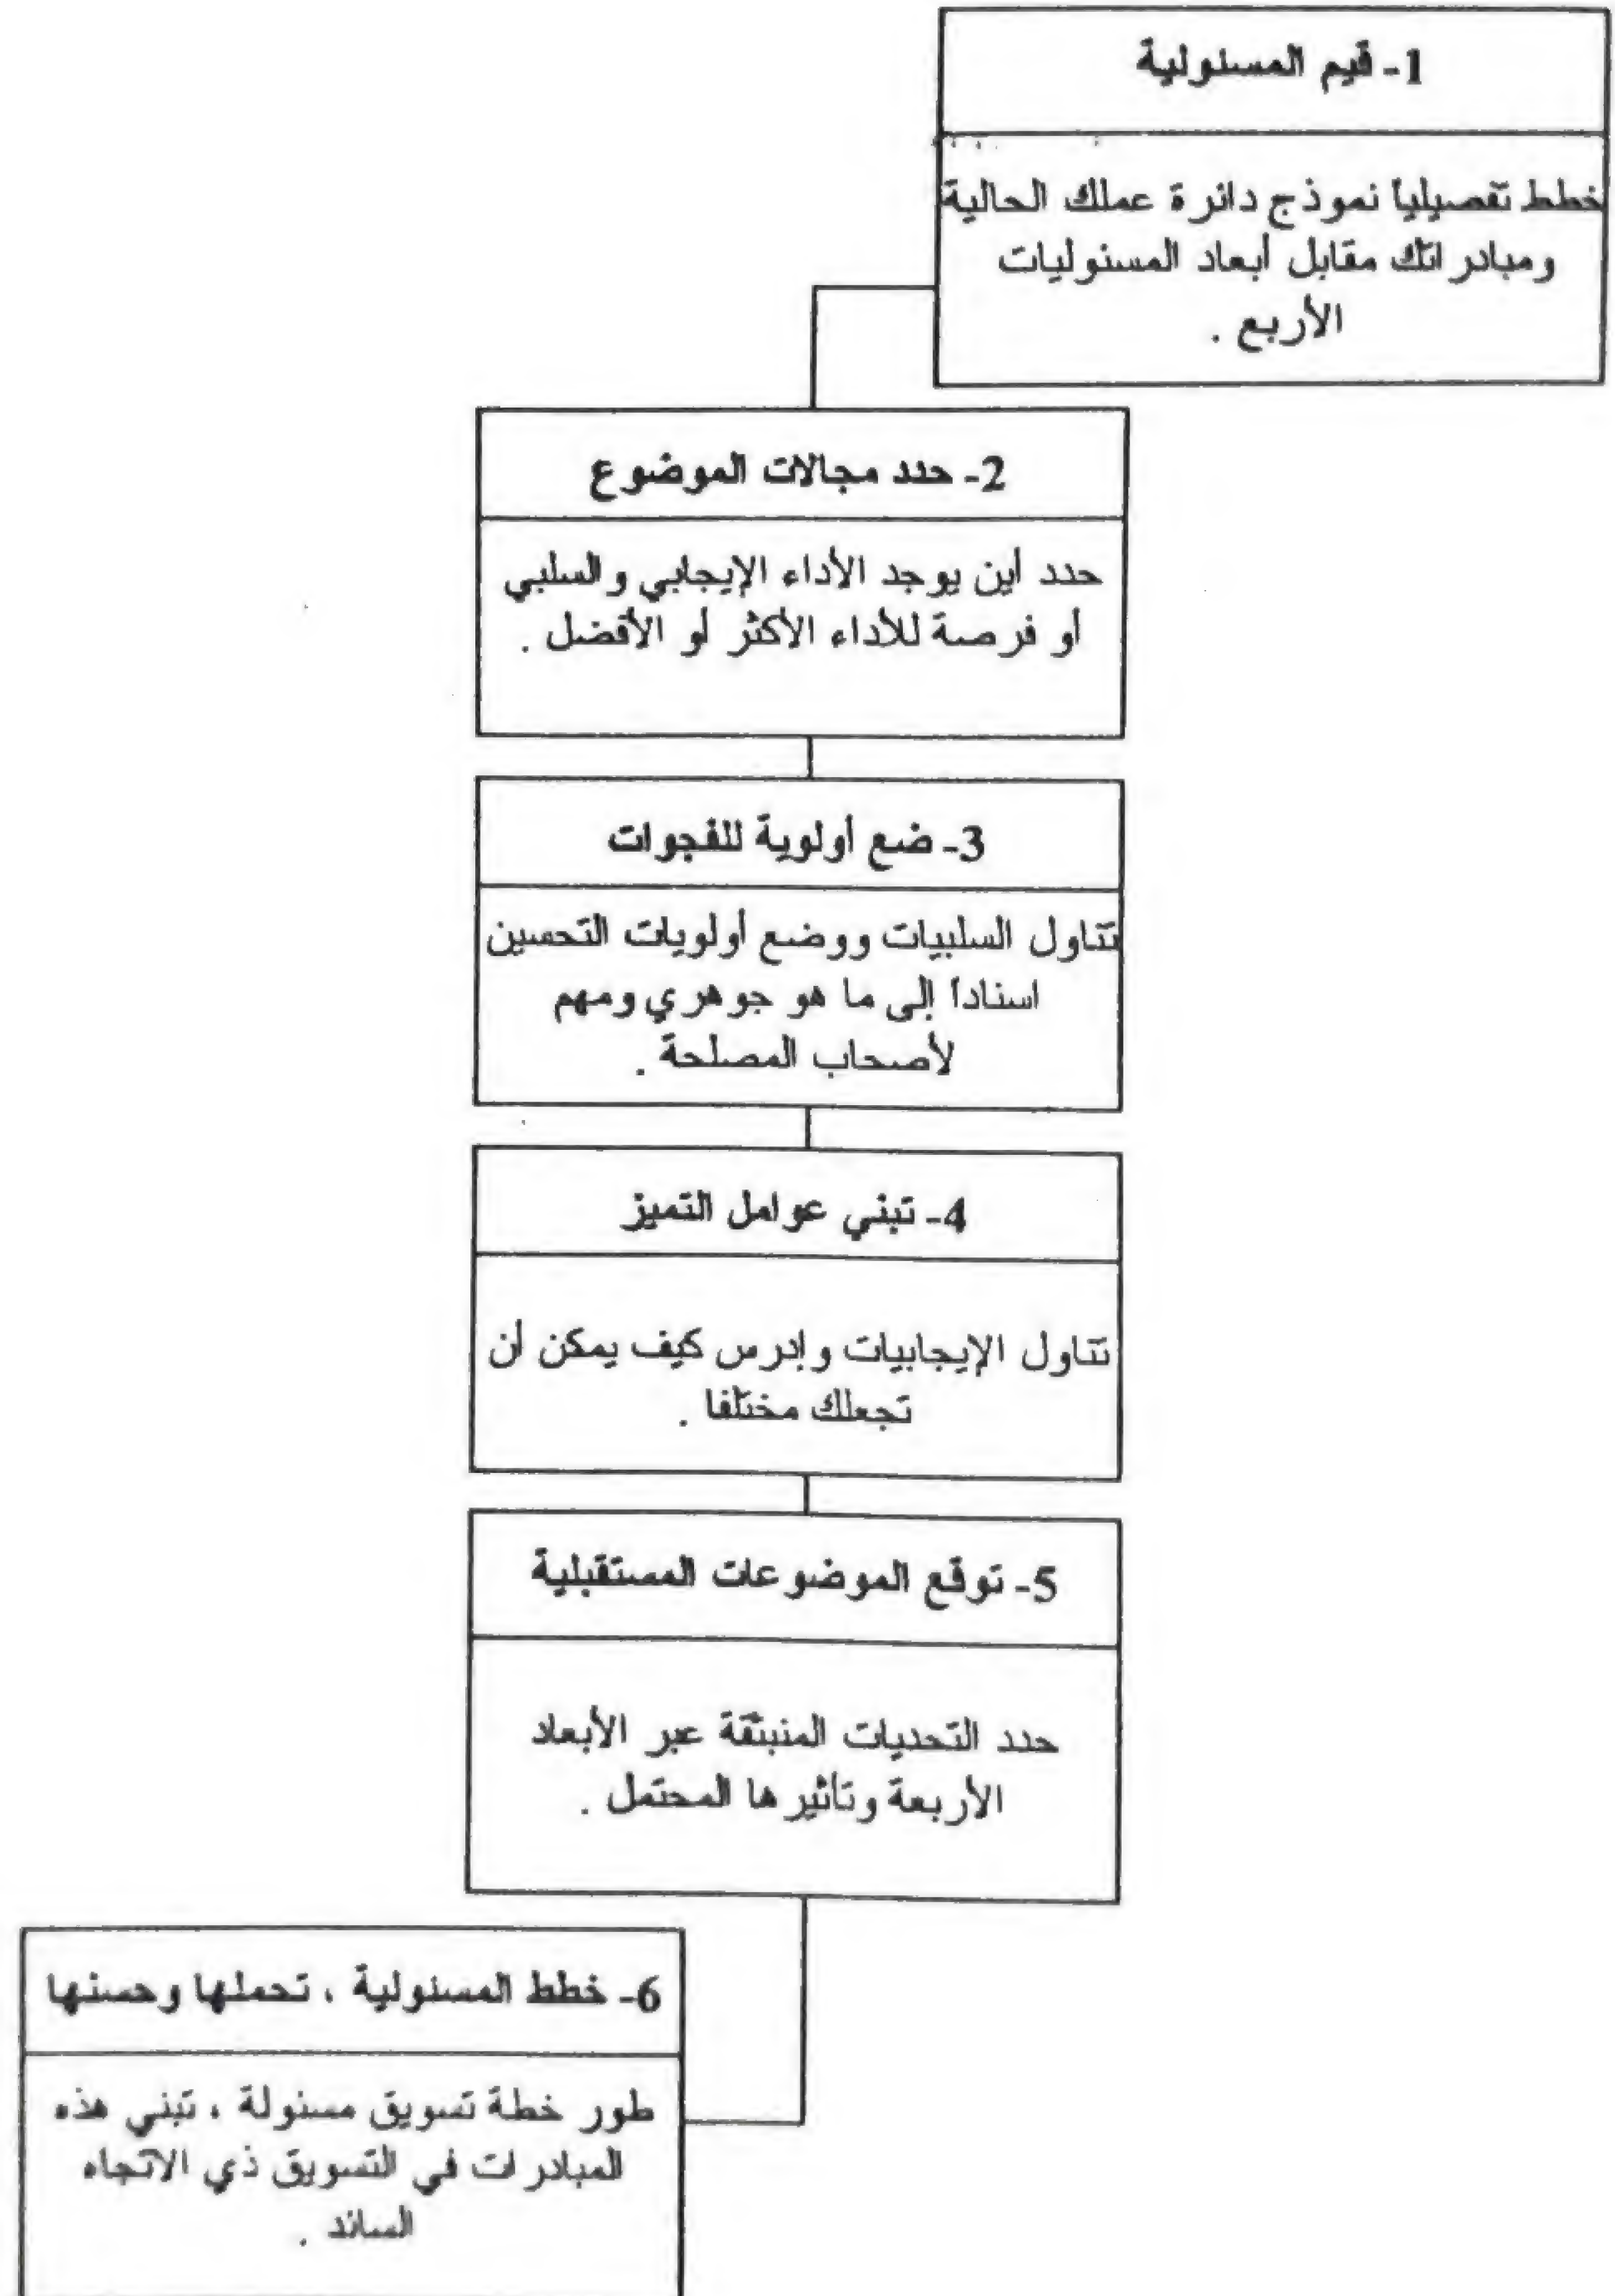 1- قيم المسئولية
خطط تفصيلياً نموذج دائرة عملك الحالية
ومبادراتك مقابل أبعاد المسئوليات
الأربع .
2- حدد مجالات الموضوع
حدد أين يوجد الأداء الإيجابي والسلبي
أو فرصة للأداء الأكثر أو الأفضل .
3- ضع أولوية للفجوات
تتناول السلبيات ووضع أولويات التحسين
اسناداً إلى ما هو جوهري ومهم
لأصحاب المصلحة .
4- تبني عوامل التميز
تتناول الإيجابيات وإدرس كيف يمكن أن
تجعلك مختلفا .
5- توقع الموضوعات المستقبلية
حدد التحديات المنبثقة عبر الأبعاد
الأربعة وتأثيرها المحتمل .
6- خطط المسئولية ، تحملها وحسنها
طور خطة تسويق مسئولة ، تبني هذه
المبادرات في التسويق ذي الاتجاه
السائد .